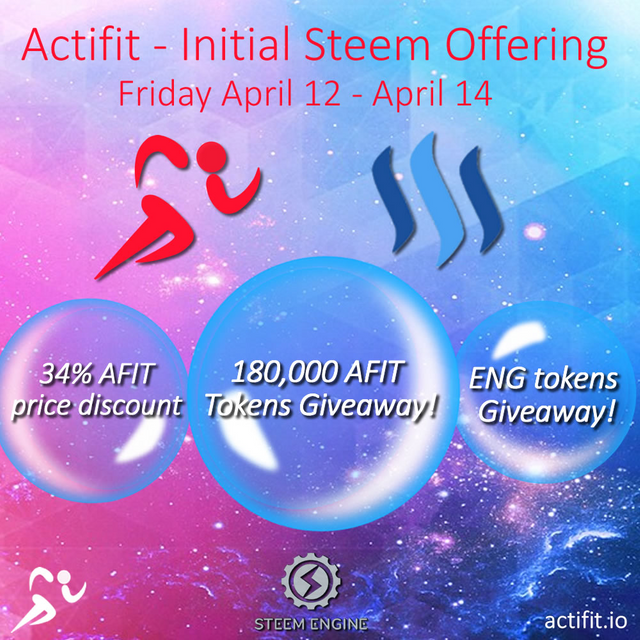 Actifit - Initial Steem Offering
Friday April 12 - April 14
34% AFIT
price discount
180,000 AFIT
Tokens Giveaway!
ENG tokens
Giveaway!
STEEM ENGINE
actifit.io